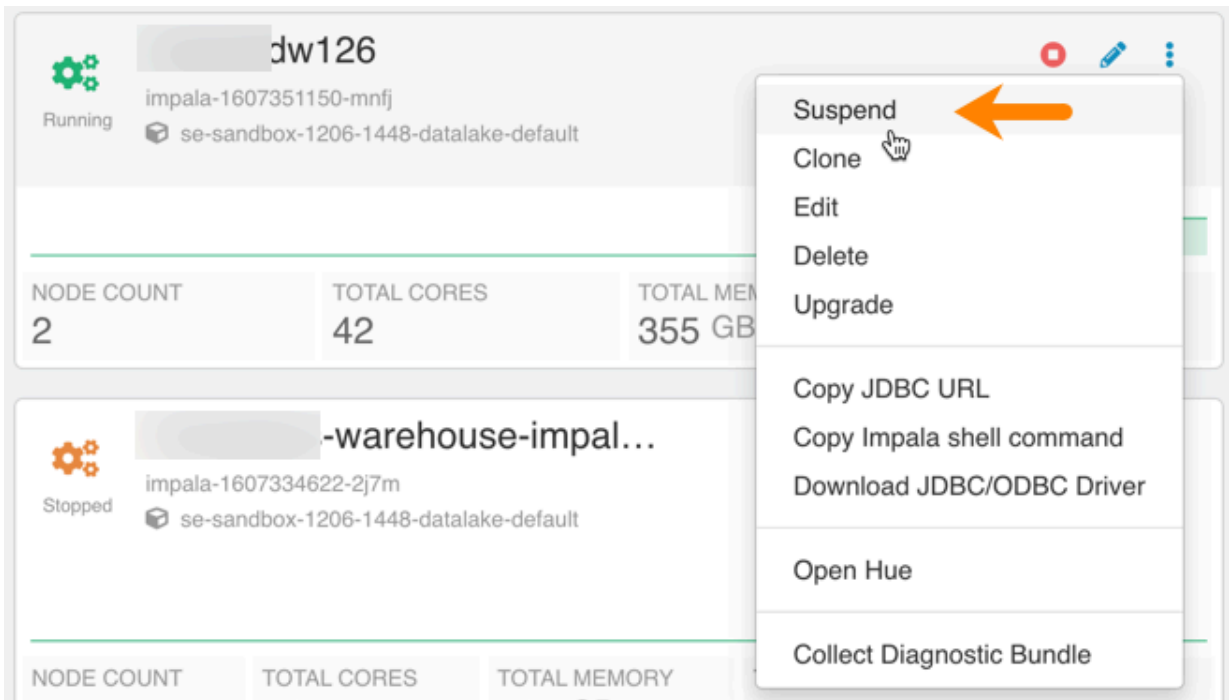 dw126
impala-1607351150-mnfj
Running
se-sandbox-1206-1448-datalake-default
NODE COUNT
2
TOTAL CORES
42
TOTAL
355 GB
Suspend
Clone
Edit
Delete
Upgrade
Copy JDBC URL
Copy Impala shell command
Download JDBC/ODBC Driver
Open Hue
Collect Diagnostic Bundle
-warehouse-impal...
impala-1607334622-2j7m
Stopped
se-sandbox-1206-1448-datalake-default
NODE COUNT
TOTAL CORES
TOTAL MEMORY